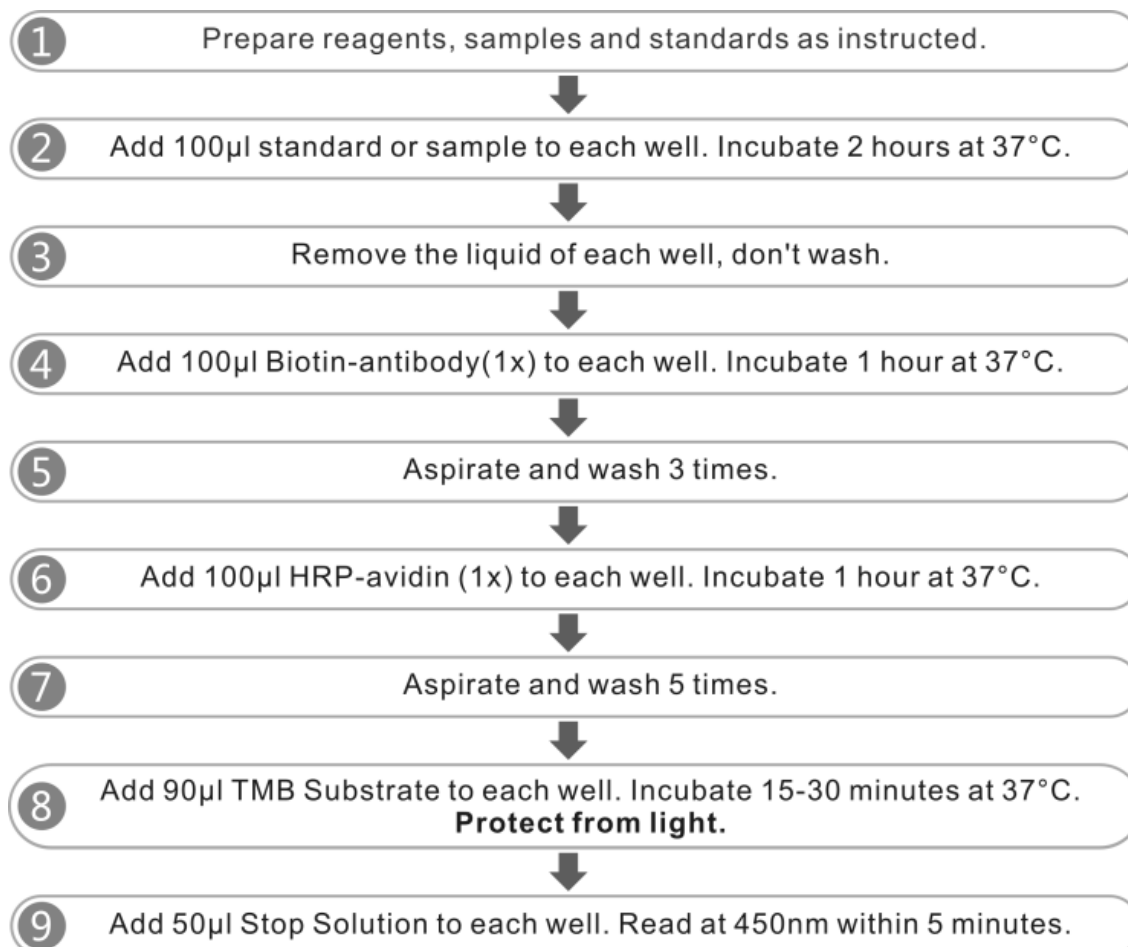 1 Prepare reagents, samples and standards as instructed.
2 Add 100µl standard or sample to each well. Incubate 2 hours at 37°C.
3 Remove the liquid of each well, don't wash.
4 Add 100µl Biotin-antibody(1x) to each well. Incubate 1 hour at 37°C.
5 Aspirate and wash 3 times.
6 Add 100µl HRP-avidin (1x) to each well. Incubate 1 hour at 37°C.
7 Aspirate and wash 5 times.
8 Add 90µl TMB Substrate to each well. Incubate 15-30 minutes at 37°C.
Protect from light.
9 Add 50µl Stop Solution to each well. Read at 450nm within 5 minutes.